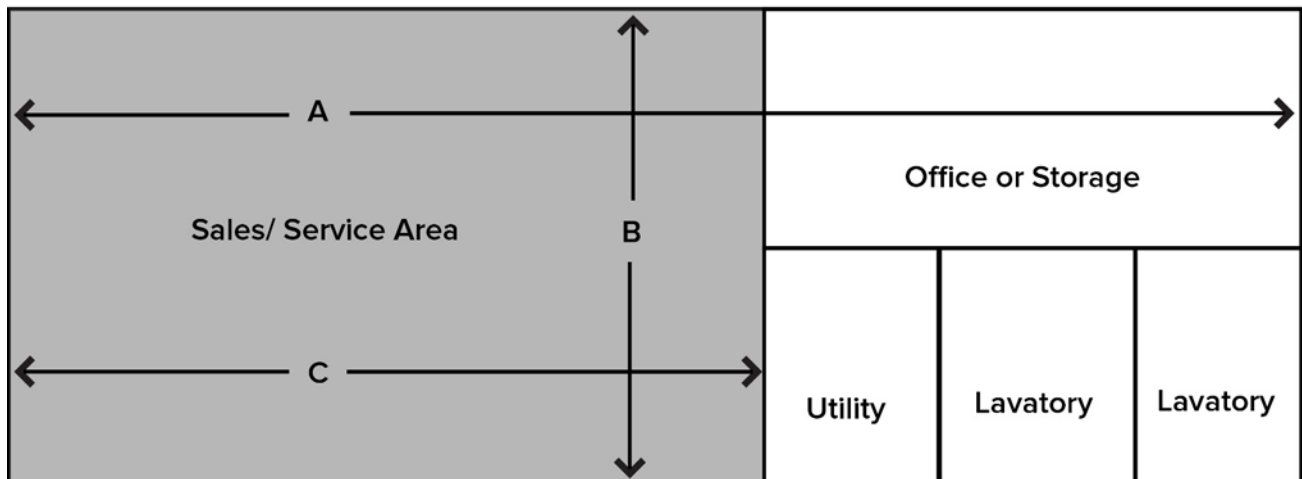 A
Office or Storage
Sales/ Service Area
B
C
Utility
Lavatory
Lavatory